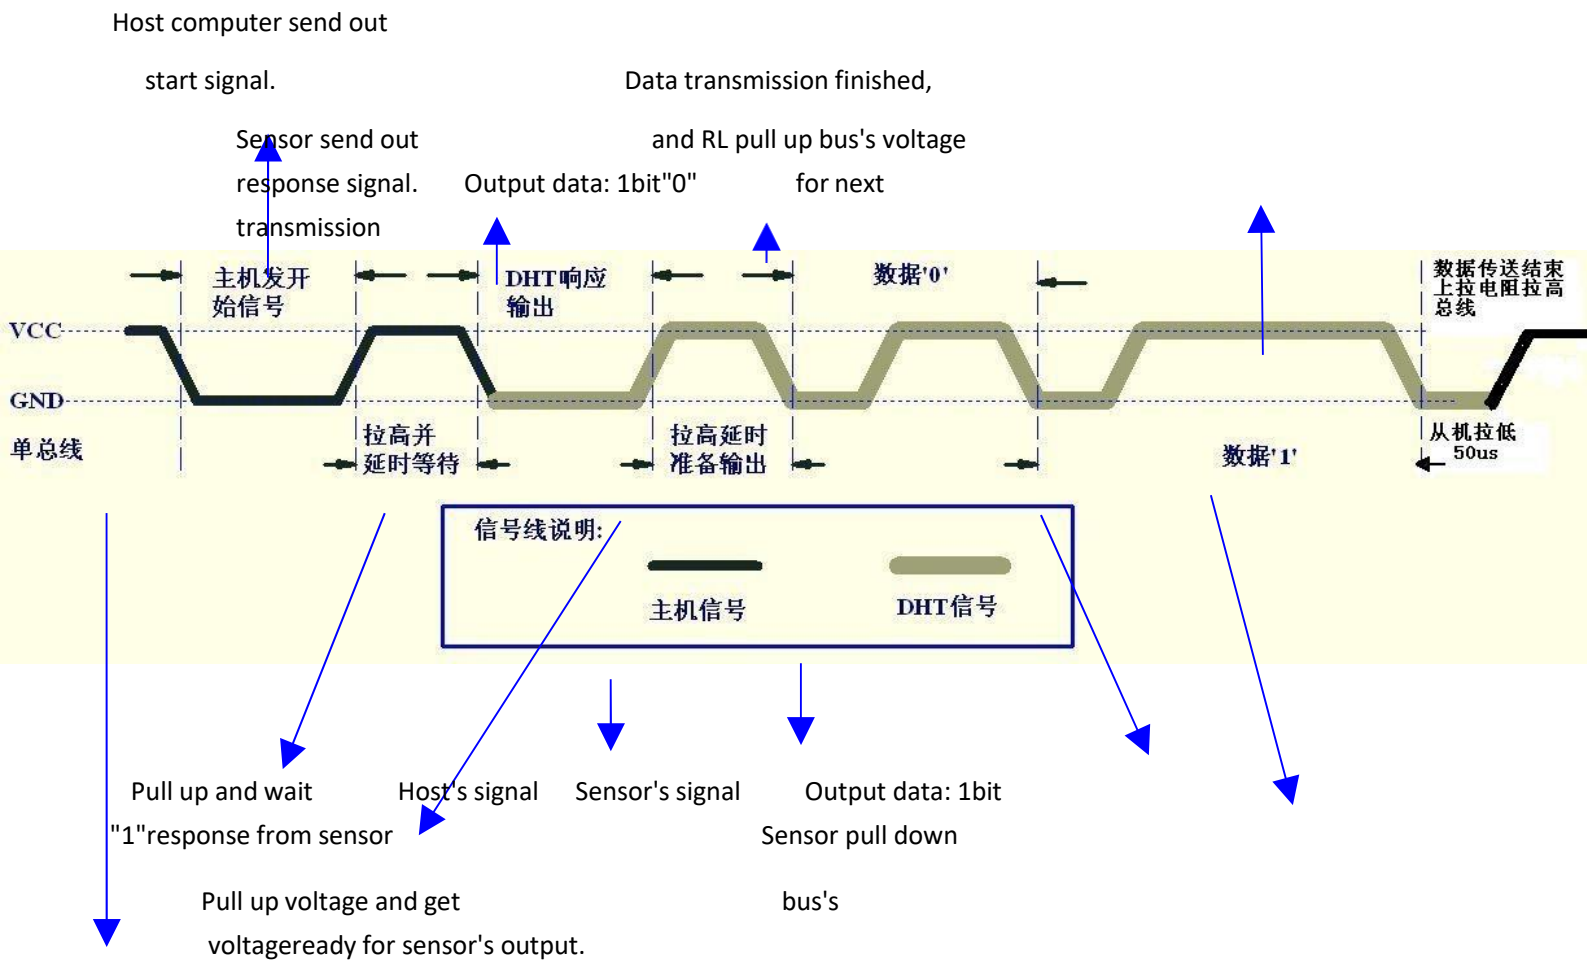 Host computer send out
start signal.
Data transmission finished,
Sensor send out
and RL pull up bus's voltage
response signal.
Output data: 1bit"0"
for next
transmission
主机发开
始信号
DHT响应
输出
数据'0'
数据传送结束
上拉电阻拉高
总线
VCC
GND
单总线
拉高并
延时等待
拉高延时
准备输出
数据'1'
从机拉低
50us
信号线说明:
主机信号
DHT信号
Pull up and wait
Host's signal
Sensor's signal
Output data: 1bit
"1"response from sensor
Sensor pull down
Pull up voltage and get
bus's
voltageready for sensor's output.